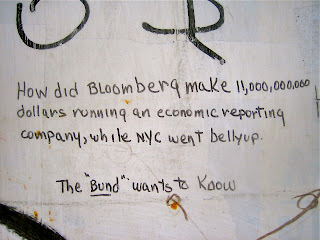 How did Bloomberg make 11,000,000,000
dollars running an economic reporting
company, while NYC went bellyup.
The "Bund" wants to Know